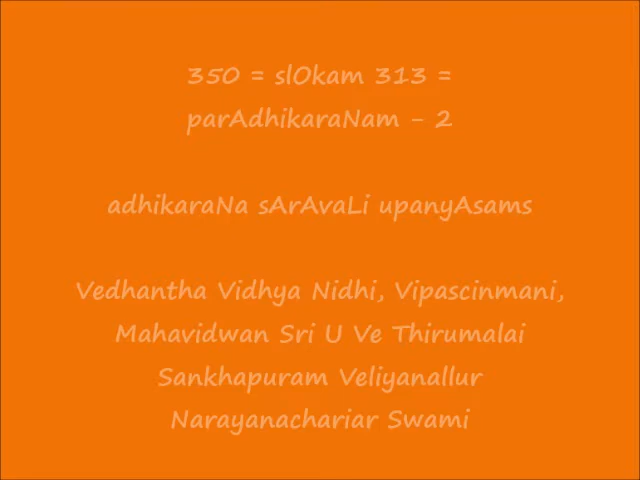 350 = slOkam 313 =
parAdhikaraNam - 2
adhikaraNa sArAvaLi upanyAsams
Vedhantha Vidhya Nidhi, Vipascinmani,
Mahavidwan Sri U Ve Thirumalai
Sankhapuram Veliyanallur
Narayanachariar Swami